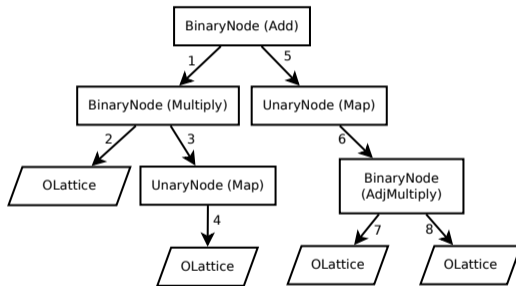 BinaryNode (Add)
1
5
BinaryNode (Multiply)
UnaryNode (Map)
2
3
6
OLattice
UnaryNode (Map)
BinaryNode
(AdjMultiply)
4
7
8
OLattice
OLattice
OLattice